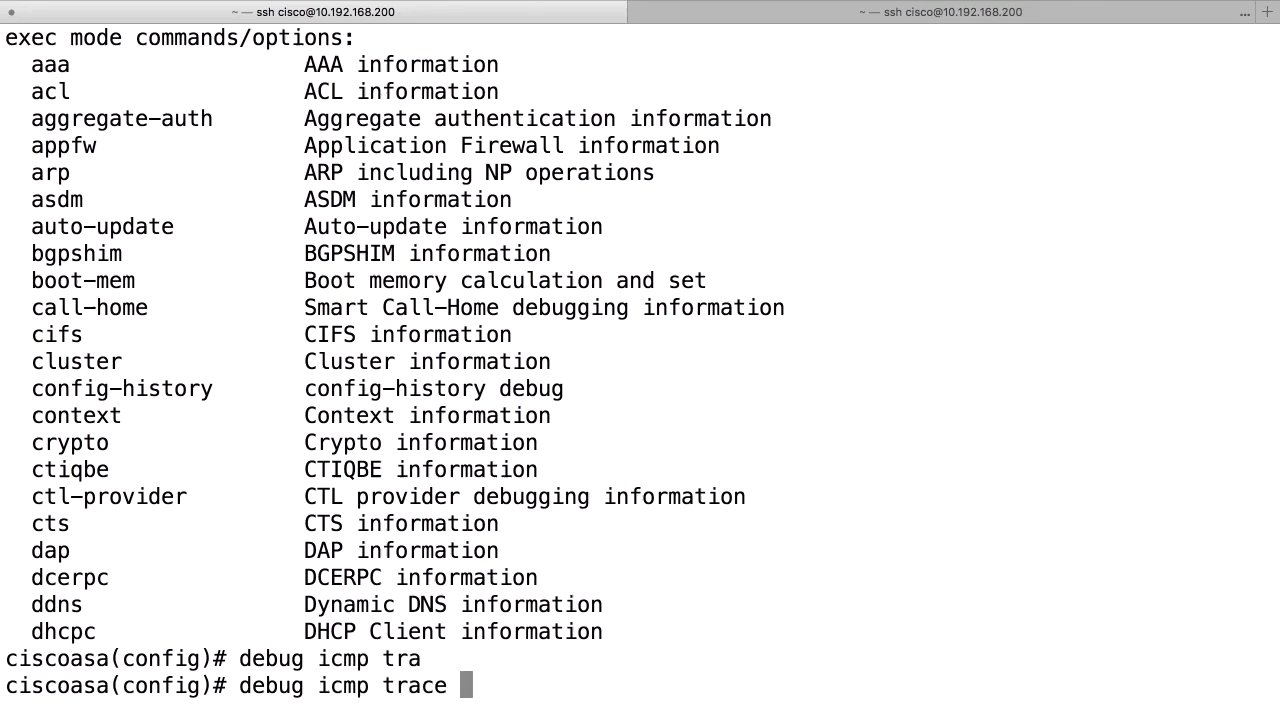 ~ — ssh cisco@10.192.168.200
~ — ssh cisco@10.192.168.200
... +
exec mode commands/options:
aaa AAA information
acl ACL information
aggregate-auth Aggregate authentication information
appfw Application Firewall information
arp ARP including NP operations
asdm ASDM information
auto-update Auto-update information
bgpshim BGPSHIM information
boot-mem Boot memory calculation and set
call-home Smart Call-Home debugging information
cifs CIFS information
cluster Cluster information
config-history config-history debug
context Context information
crypto Crypto information
ctiqbe CTIQBE information
ctl-provider CTL provider debugging information
cts CTS information
dap DAP information
dcerpc DCERPC information
ddns Dynamic DNS information
dhcpc DHCP Client information
ciscoasa(config)# debug icmp tra
ciscoasa(config)# debug icmp trace